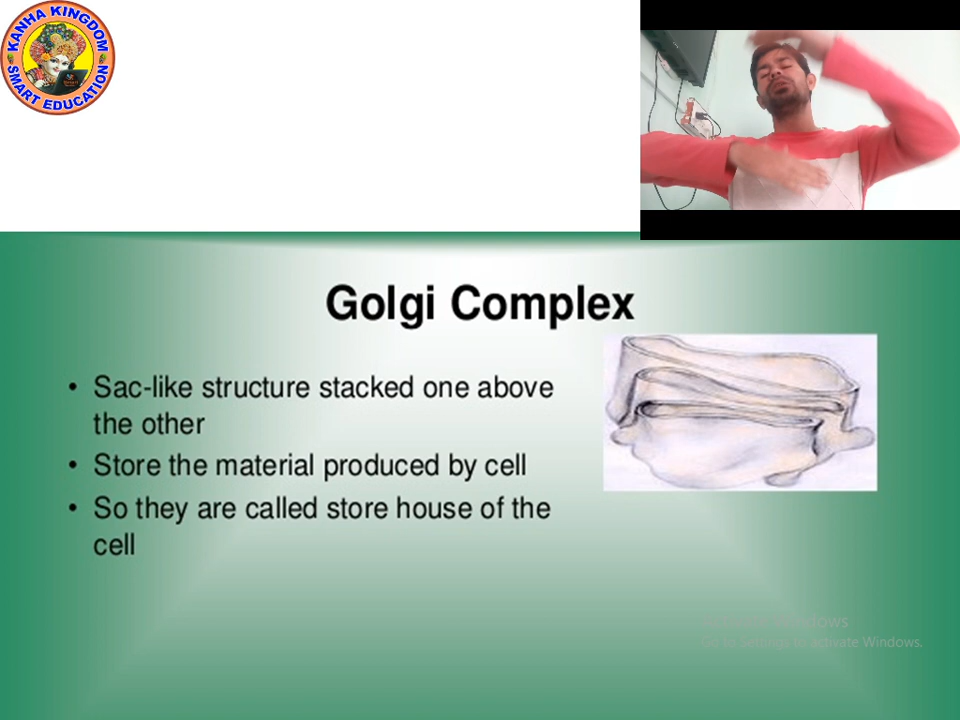 KANHA KINGDOM
SMART EDUCATION
Golgi Complex
• Sac-like structure stacked one above
the other
• Store the material produced by cell
• So they are called store house of the
cell
Activate Windows
Go to Settings to activate Windows.